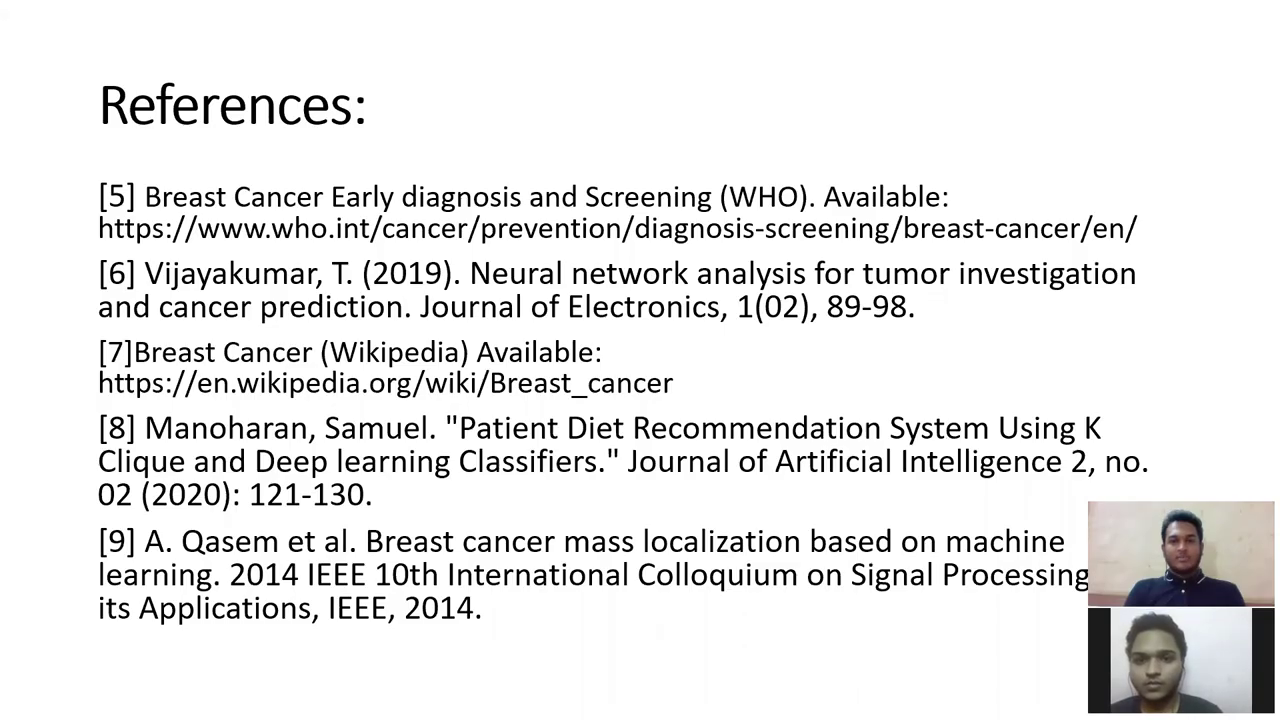 References:
[5] Breast Cancer Early diagnosis and Screening (WHO). Available:
https://www.who.int/cancer/prevention/diagnosis-screening/breast-cancer/en/
[6] Vijayakumar, T. (2019). Neural network analysis for tumor investigation
and cancer prediction. Journal of Electronics, 1(02), 89-98.
[7]Breast Cancer (Wikipedia) Available:
https://en.wikipedia.org/wiki/Breast_cancer
[8] Manoharan, Samuel. "Patient Diet Recommendation System Using K
Clique and Deep learning Classifiers." Journal of Artificial Intelligence 2, no.
02 (2020): 121-130.
[9] A. Qasem et al. Breast cancer mass localization based on machine
learning. 2014 IEEE 10th International Colloquium on Signal Processing
its Applications, IEEE, 2014.